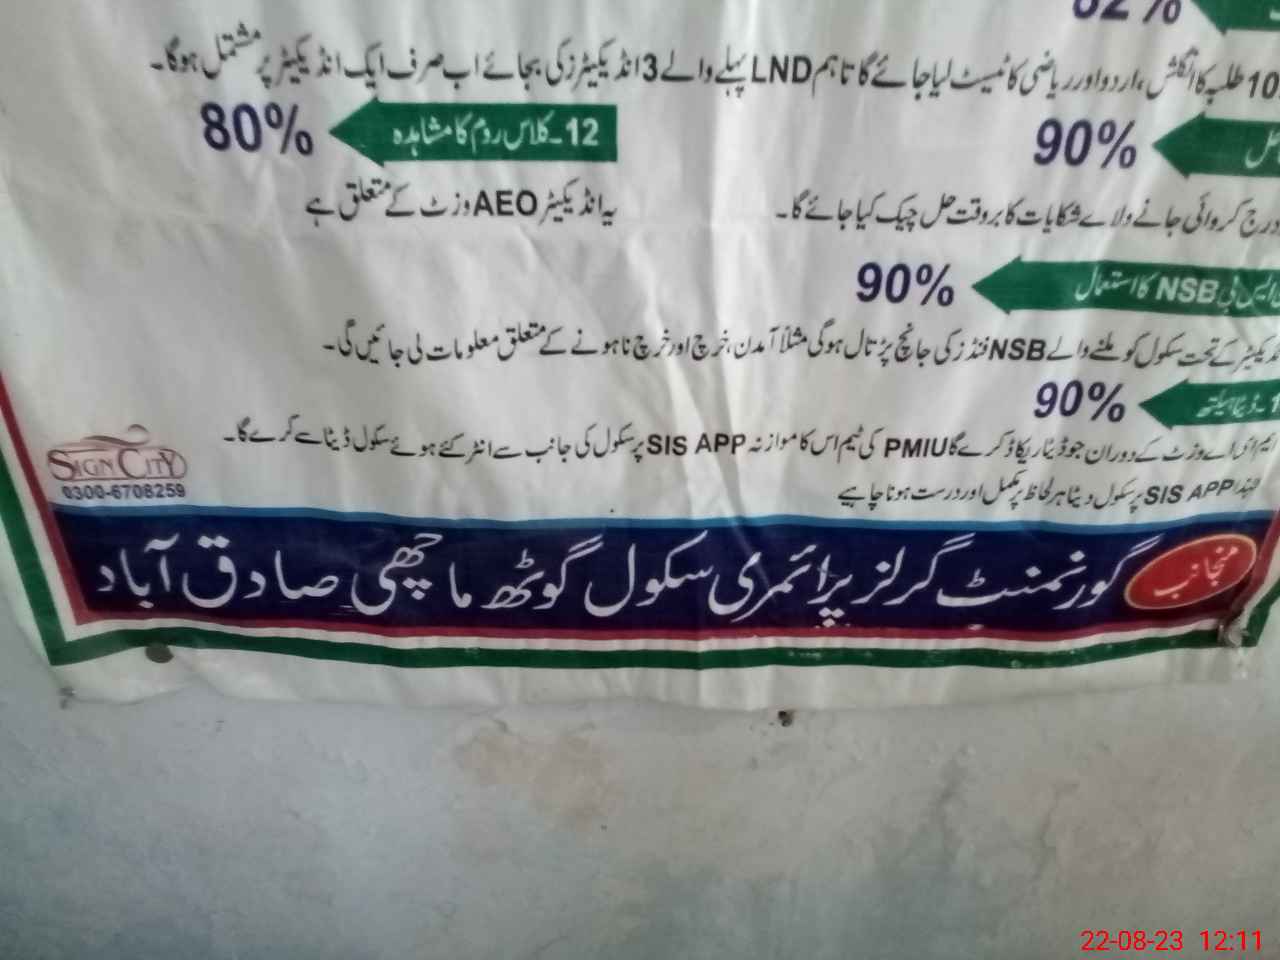 82%
10 طلبہ کا انگلش، اردو اور ریاضی کا ٹیسٹ لیا جائے گا تاہم LND پہلے والے 3 انڈیکیٹرز کی بجائے اب صرف ایک انڈیکیٹر پر مشتمل ہوگا۔
90%
12۔ کلاس روم کا مشاہدہ 80%
درج کروائی جانے ولاے شکایات کا بروقت حل چیک کیا جائے گا۔
یہ انڈیکیٹر AEO وزٹ کے متعلق ہے
NSB کا استعمال 90%
کے تحت سکول کو ملنے والے NSB فنڈز کی جانچ پڑتال ہوگی مثلاً آمدن، خرچ اور خرچ نا ہونے کے متعلق معلومات لی جائیں گی۔
ڈیٹا ہیلتھ 90%
ایم ای اے وزٹ کے دوران جو ڈیٹا ریکاڈ کرے گا PMIU کی ٹیم اس کا موازنہ SIS APP پر سکول کی جانب سے انٹر کئے ہوئے سکول ڈیٹا سے کرے گا۔
لہٰذا SIS APP پر سکول ڈیٹا ہر لحاظ پر مکمل اور درست ہونا چاہیے
SIGN CITY
0300-6708259
منجانب گورنمنٹ گرلز پرائمری سکول گوٹھ ماچھی صادق آباد
22-08-23 12:11